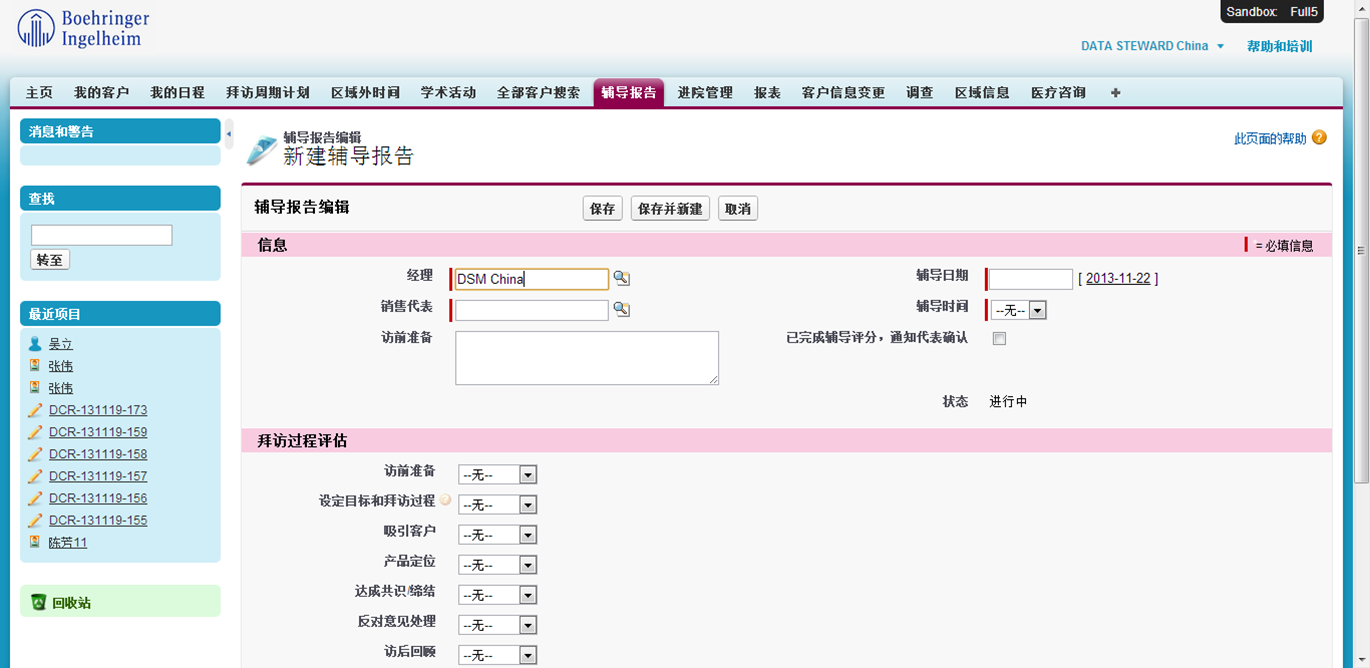 Boehringer
Ingelheim
Sandbox: Full5
DATA STEWARD China
帮助和培训
主页 我的客户 我的日程 拜访周期计划 区域外时间 学术活动 全部客户搜索 辅导报告 进院管理 报表 客户信息变更 调查 区域信息 医疗咨询 +
消息和警告
查找
转至
最近项目
吴立
张伟
张伟
DCR-131119-173
DCR-131119-159
DCR-131119-158
DCR-131119-157
DCR-131119-156
DCR-131119-155
陈芳11
回收站
辅导报告编辑
新建辅导报告
此页面的帮助 ?
辅导报告编辑 保存 保存并新建 取消
信息 = 必填信息
经理 DSM China 辅导日期 [ 2013-11-22 ]
销售代表 辅导时间 --无--
访前准备 已完成辅导评分，通知代表确认
状态 进行中
拜访过程评估
访前准备 --无--
设定目标和拜访过程 --无--
吸引客户 --无--
产品定位 --无--
达成共识/缔结 --无--
反对意见处理 --无--
访后回顾 --无--